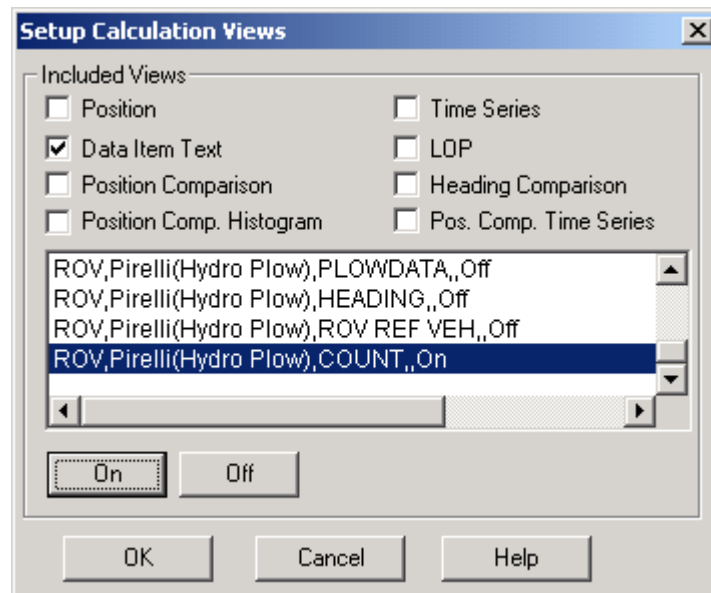 Setup Calculation Views
Included Views
Position
Time Series
Data Item Text
LOP
Position Comparison
Heading Comparison
Position Comp. Histogram
Pos. Comp. Time Series
ROV,Pirelli(Hydro Plow),PLOWDATA,,Off
ROV,Pirelli(Hydro Plow),HEADING,,Off
ROV,Pirelli(Hydro Plow),ROV REF VEH,,Off
ROV,Pirelli(Hydro Plow),COUNT,,On
On
Off
OK
Cancel
Help